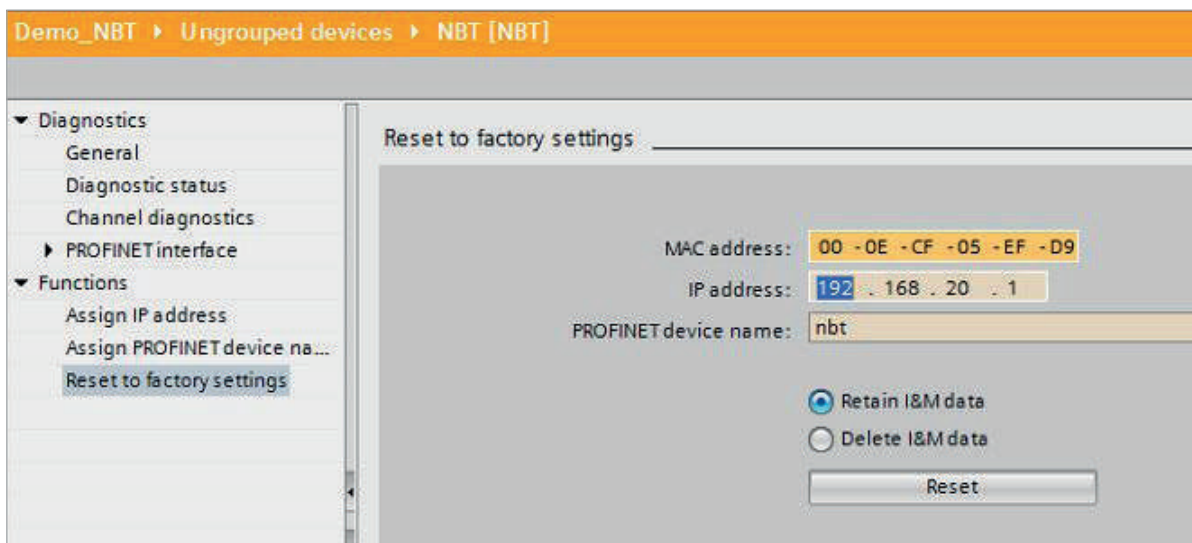 Demo_NBT ▸ Ungrouped devices ▸ NBT [NBT]
Diagnostics
General
Diagnostic status
Channel diagnostics
PROFINET interface
Functions
Assign IP address
Assign PROFINET device na...
Reset to factory settings
Reset to factory settings
MAC address: 00 -0E -CF -05 -EF -D9
IP address: 192 . 168 . 20 . 1
PROFINET device name: nbt
Retain I&M data
Delete I&M data
Reset